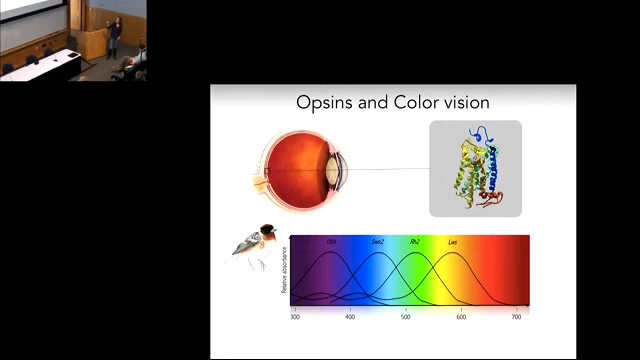 Opsins and Color vision
UVs Sws2 Rh2 Lws
Relative absorbance
300 400 500 600 700